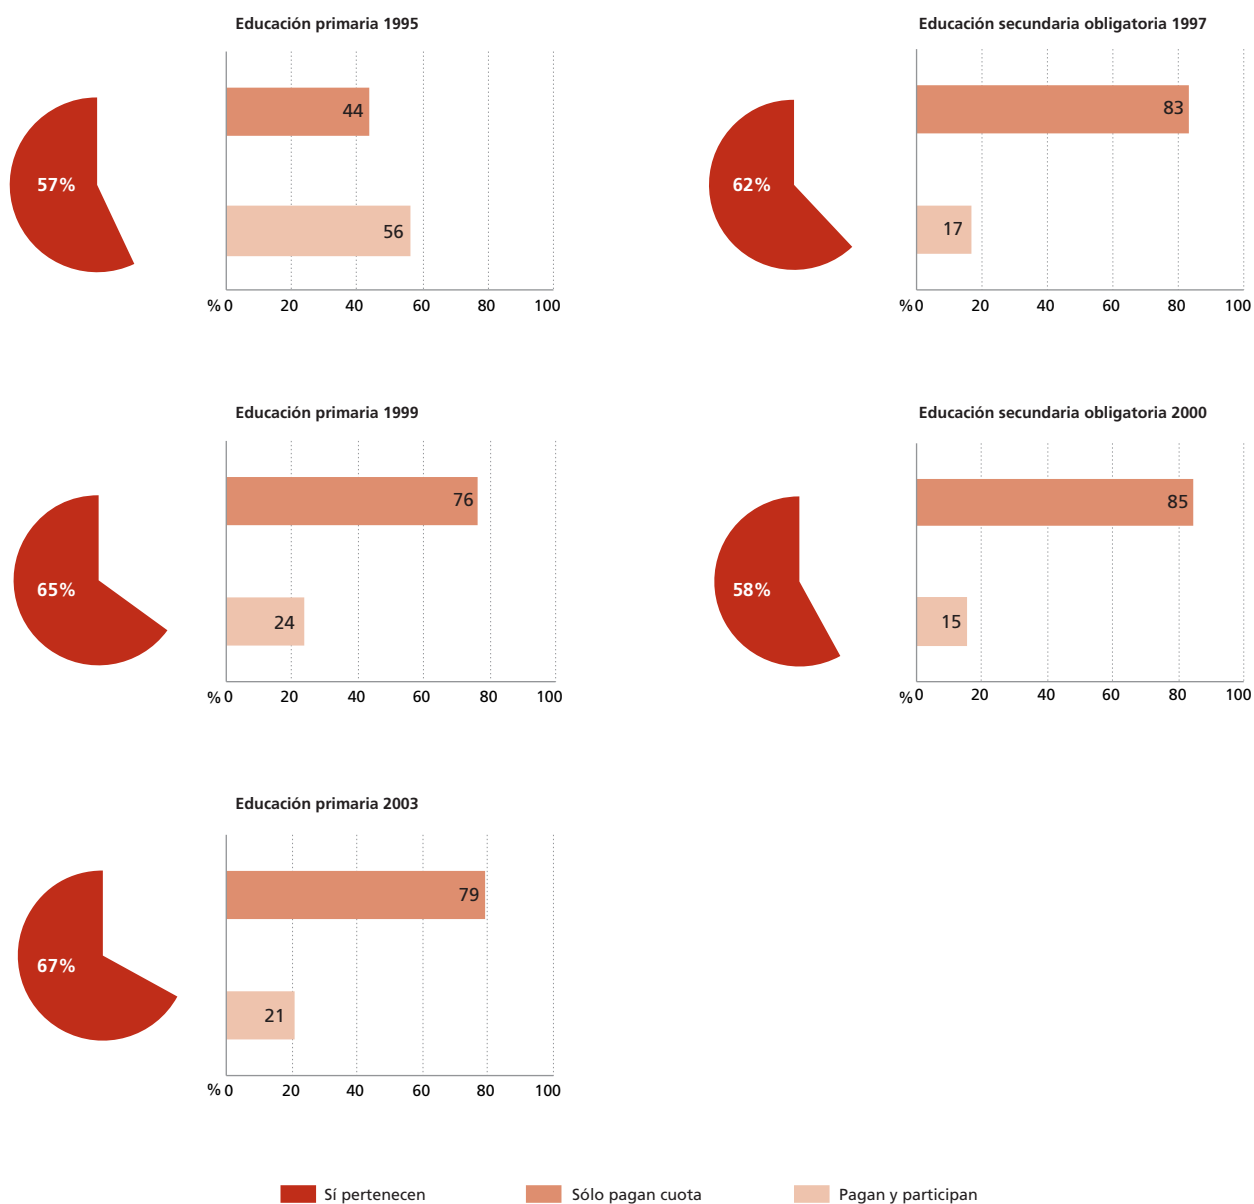 Educación primaria 1995
57%
44
56
% 0 20 40 60 80 100
Educación secundaria obligatoria 1997
62%
83
17
% 0 20 40 60 80 100
Educación primaria 1999
65%
76
24
% 0 20 40 60 80 100
Educación secundaria obligatoria 2000
58%
85
15
% 0 20 40 60 80 100
Educación primaria 2003
67%
79
21
% 0 20 40 60 80 100
Sí pertenecen Sólo pagan cuota Pagan y participan